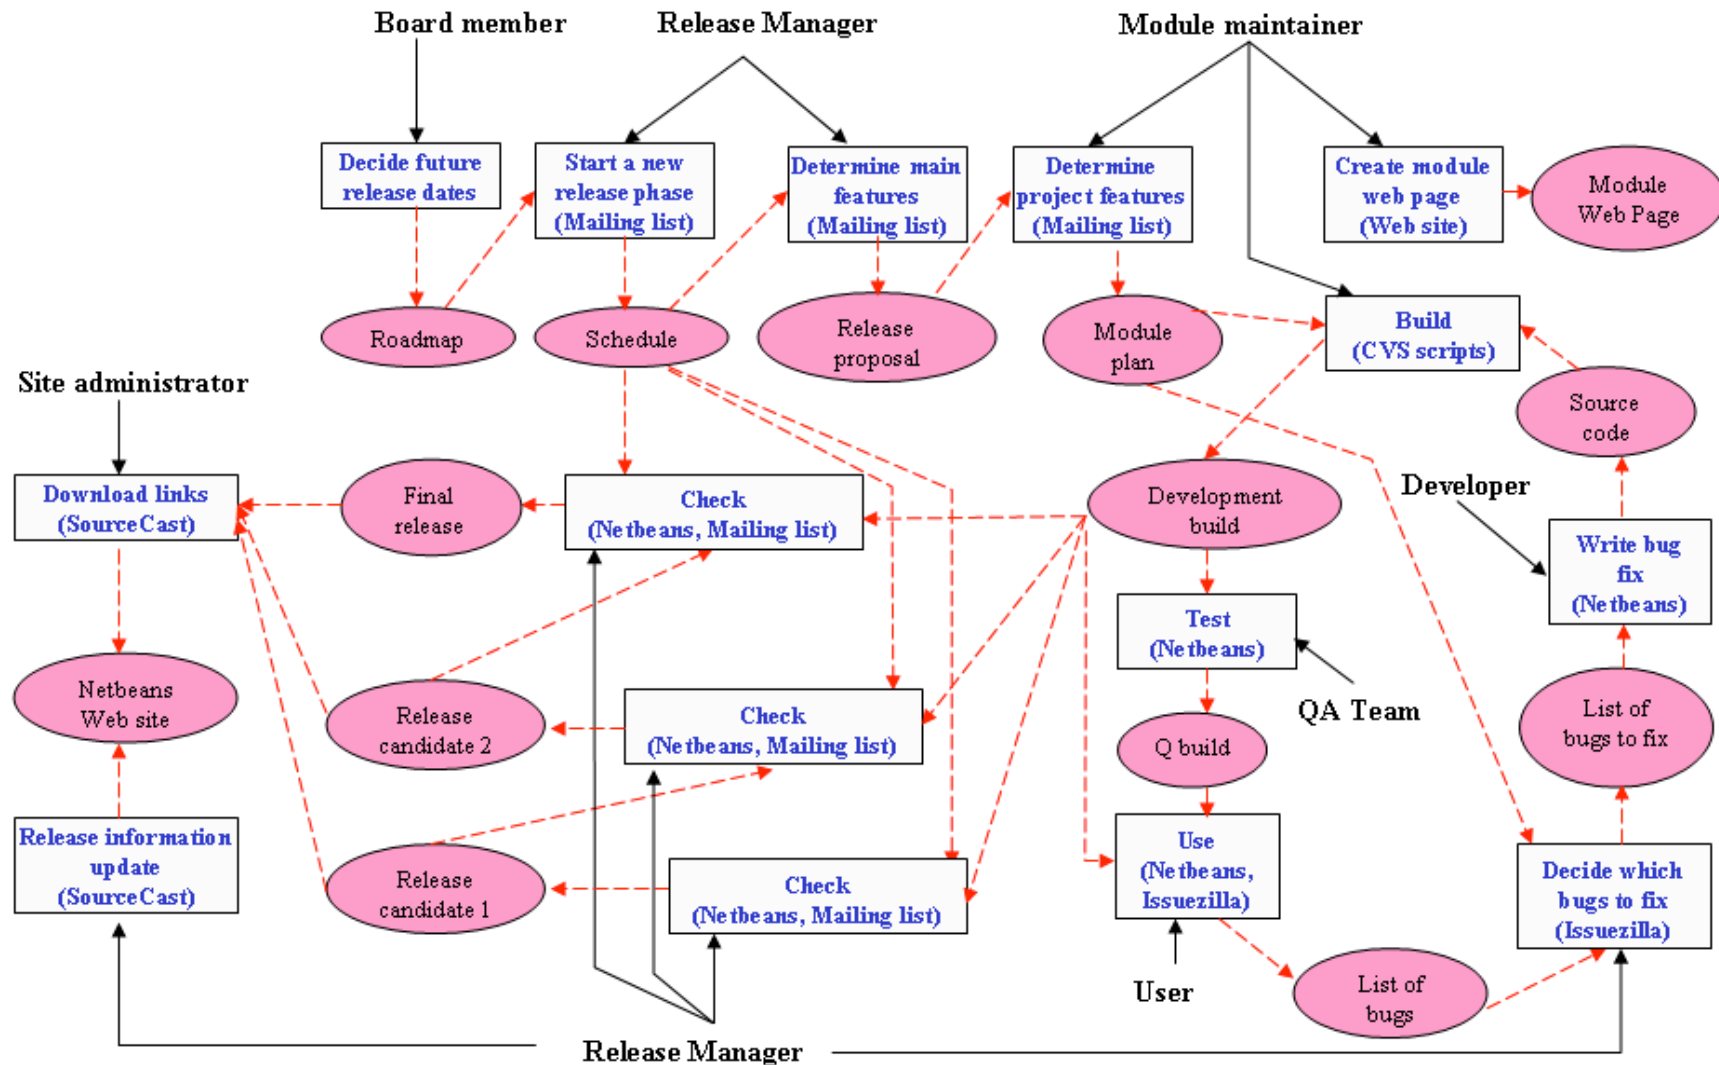 Board member
Release Manager
Module maintainer
Decide future
release dates
Start a new
release phase
(Mailing list)
Determine main
features
(Mailing list)
Determine
project features
(Mailing list)
Create module
web page
(Web site)
Module
Web Page
Roadmap
Schedule
Release
proposal
Module
plan
Build
(CVS scripts)
Source
code
Site administrator
Download links
(SourceCast)
Final
release
Check
(Netbeans, Mailing list)
Development
build
Developer
Write bug
fix
(Netbeans)
Test
(Netbeans)
QA Team
Netbeans
Web site
Release
candidate 2
Check
(Netbeans, Mailing list)
Q build
List of
bugs to fix
Release information
update
(SourceCast)
Release
candidate 1
Check
(Netbeans, Mailing list)
Use
(Netbeans,
Issuezilla)
Decide which
bugs to fix
(Issuezilla)
User
List of
bugs
Release Manager